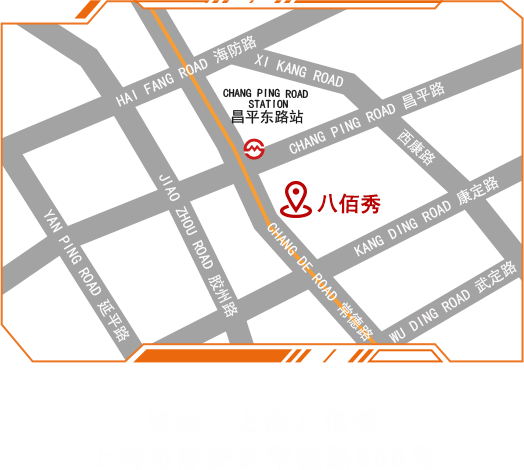 HAI FANG ROAD 海防路
XI KANG ROAD
CHANG PING ROAD
STATION
昌平东路站
CHANG PING ROAD 昌平路
西康路
JIAO ZHOU ROAD 胶州路
八佰秀
KANG DING ROAD 康定路
YAN PING ROAD 延平路
CHANG DE ROAD 常德路
WU DING ROAD 武定路